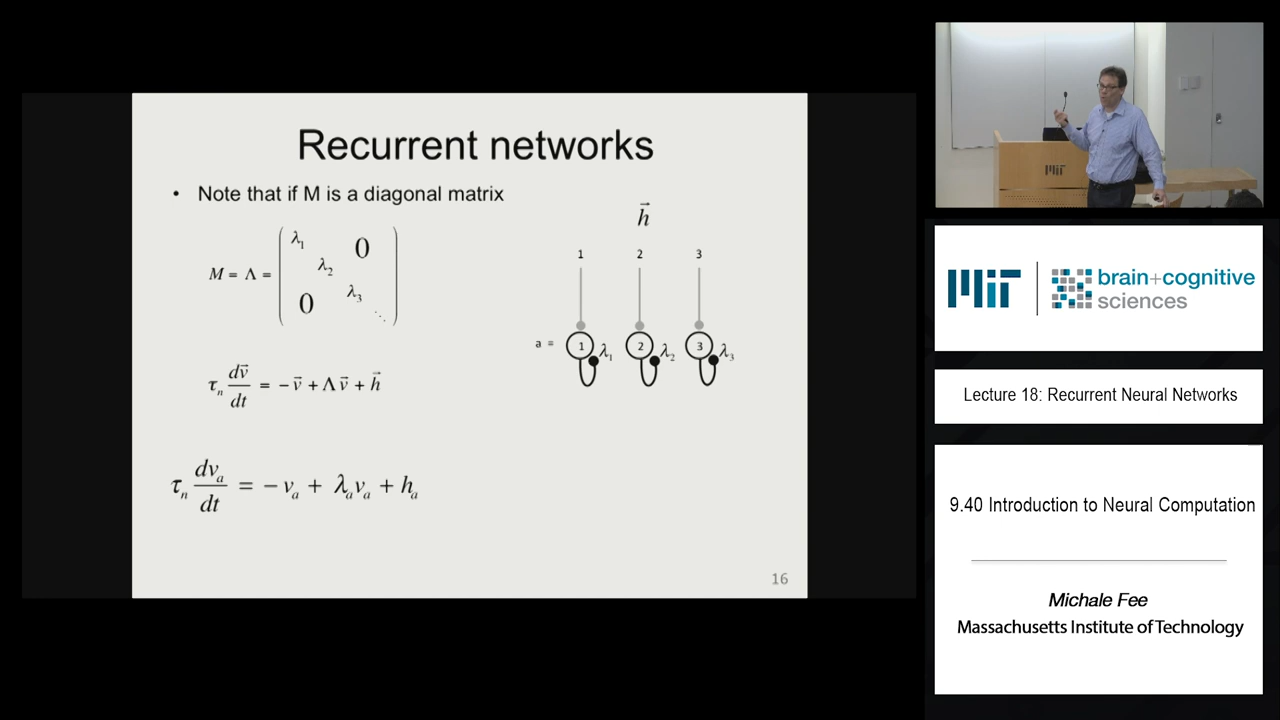 Recurrent networks
• Note that if M is a diagonal matrix
M = Λ = ( λ₁ 0 λ₂ 0 λ₃ ⋱ )
τₙ dv⃗/dt = −v⃗ + Λv⃗ + h⃗
τₙ dvₐ/dt = −vₐ + λₐvₐ + hₐ
h⃗
1 2 3
a = 1 λ₁ 2 λ₂ 3 λ₃
16
MIT
MIT
brain+cognitive
sciences
Lecture 18: Recurrent Neural Networks
9.40 Introduction to Neural Computation
Michale Fee
Massachusetts Institute of Technology